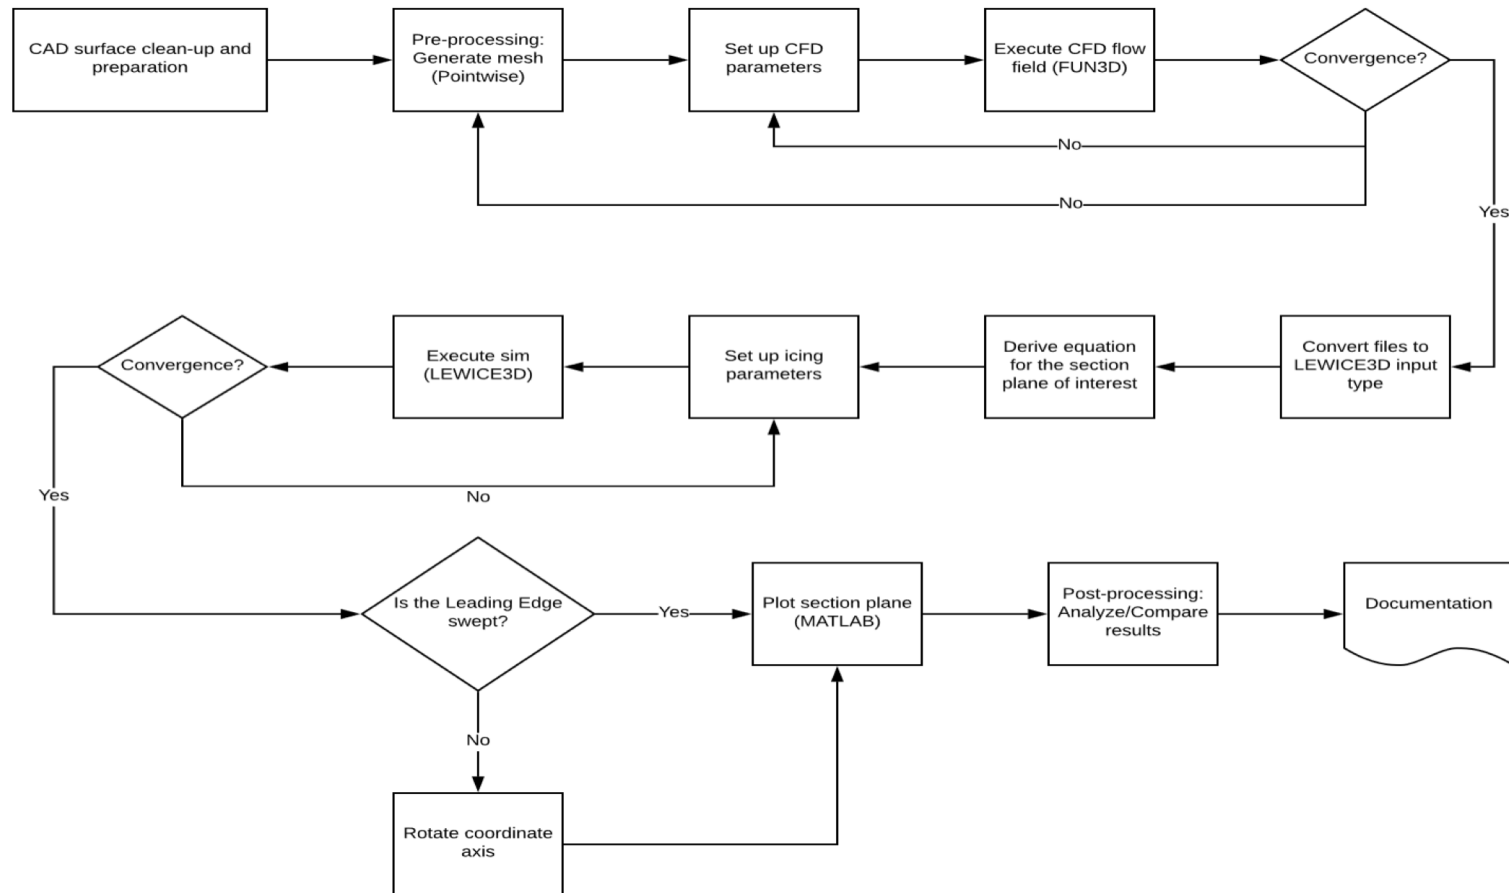 CAD surface clean-up and
preparation
Pre-processing:
Generate mesh
(Pointwise)
Set up CFD
parameters
Execute CFD flow
field (FUN3D)
Convergence?
No
No
Yes
Convert files to
LEWICE3D input
type
Derive equation
for the section
plane of interest
Set up icing
parameters
Execute sim
(LEWICE3D)
Convergence?
No
Yes
Is the Leading Edge
swept?
Yes
Plot section plane
(MATLAB)
Post-processing:
Analyze/Compare
results
Documentation
No
Rotate coordinate
axis